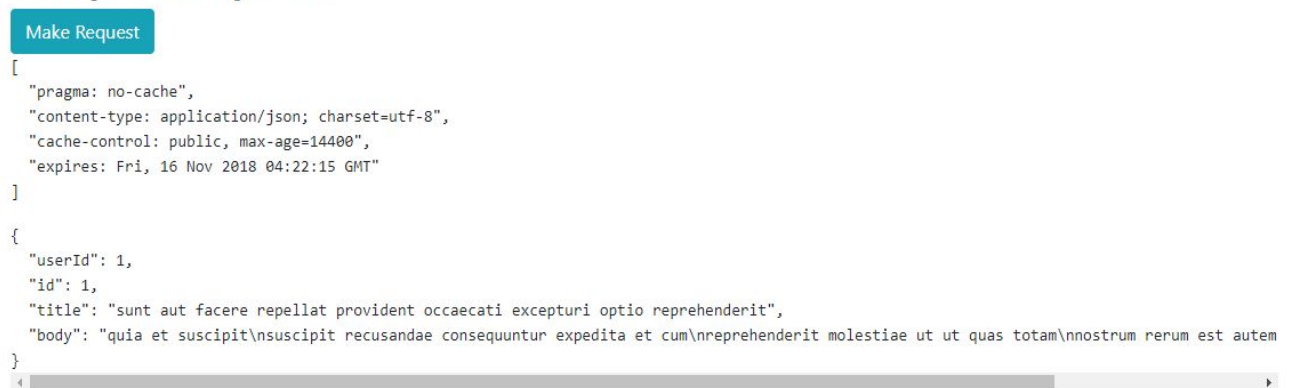 Make Request
[
"pragma: no-cache",
"content-type: application/json; charset=utf-8",
"cache-control: public, max-age=14400",
"expires: Fri, 16 Nov 2018 04:22:15 GMT"
]
{
"userId": 1,
"id": 1,
"title": "sunt aut facere repellat provident occaecati excepturi optio reprehenderit",
"body": "quia et suscipit\nsuscipit recusandae consequuntur expedita et cum\nreprehenderit molestiae ut ut quas totam\nnostrum rerum est autem
}